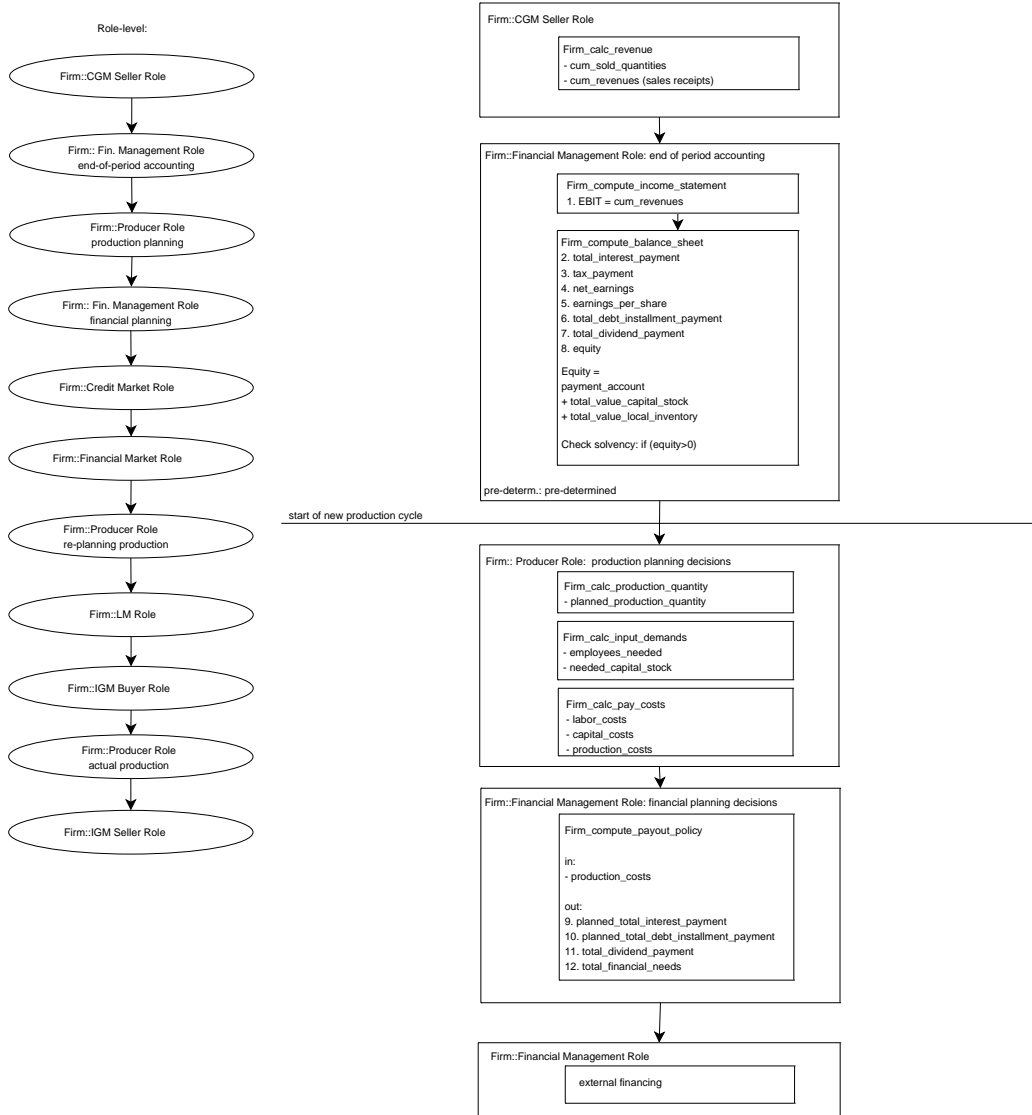 Role-level:
Firm::CGM Seller Role
Firm:: Fin. Management Role
end-of-period accounting
Firm::Producer Role
production planning
Firm:: Fin. Management Role
financial planning
Firm::Credit Market Role
Firm::Financial Market Role
Firm::Producer Role
re-planning production
Firm::LM Role
Firm::IGM Buyer Role
Firm::Producer Role
actual production
Firm::IGM Seller Role
Firm::CGM Seller Role
Firm_calc_revenue
- cum_sold_quantities
- cum_revenues (sales receipts)
Firm::Financial Management Role: end of period accounting
Firm_compute_income_statement
1. EBIT = cum_revenues
Firm_compute_balance_sheet
2. total_interest_payment
3. tax_payment
4. net_earnings
5. earnings_per_share
6. total_debt_installment_payment
7. total_dividend_payment
8. equity
Equity =
payment_account
+ total_value_capital_stock
+ total_value_local_inventory
Check solvency: if (equity>0)
pre-determ.: pre-determined
start of new production cycle
Firm:: Producer Role:  production planning decisions
Firm_calc_production_quantity
- planned_production_quantity
Firm_calc_input_demands
- employees_needed
- needed_capital_stock
Firm_calc_pay_costs
- labor_costs
- capital_costs
- production_costs
Firm::Financial Management Role: financial planning decisions
Firm_compute_payout_policy
in:
- production_costs
out:
9. planned_total_interest_payment
10. planned_total_debt_installment_payment
11. total_dividend_payment
12. total_financial_needs
Firm::Financial Management Role
external financing